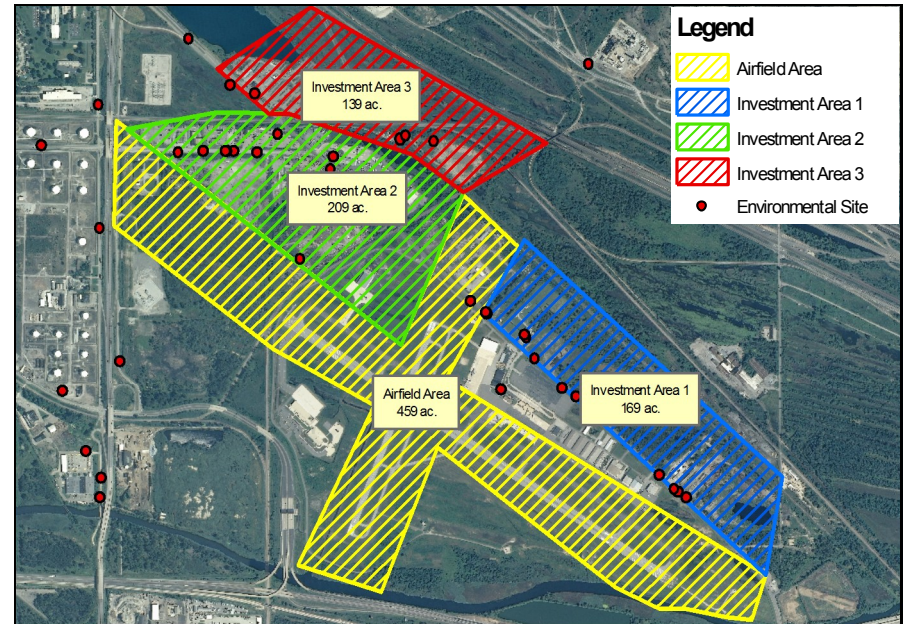 Legend
Airfield Area
Investment Area 1
Investment Area 2
Investment Area 3
Environmental Site
Investment Area 3
139 ac.
Investment Area 2
209 ac.
Airfield Area
459 ac.
Investment Area 1
169 ac.